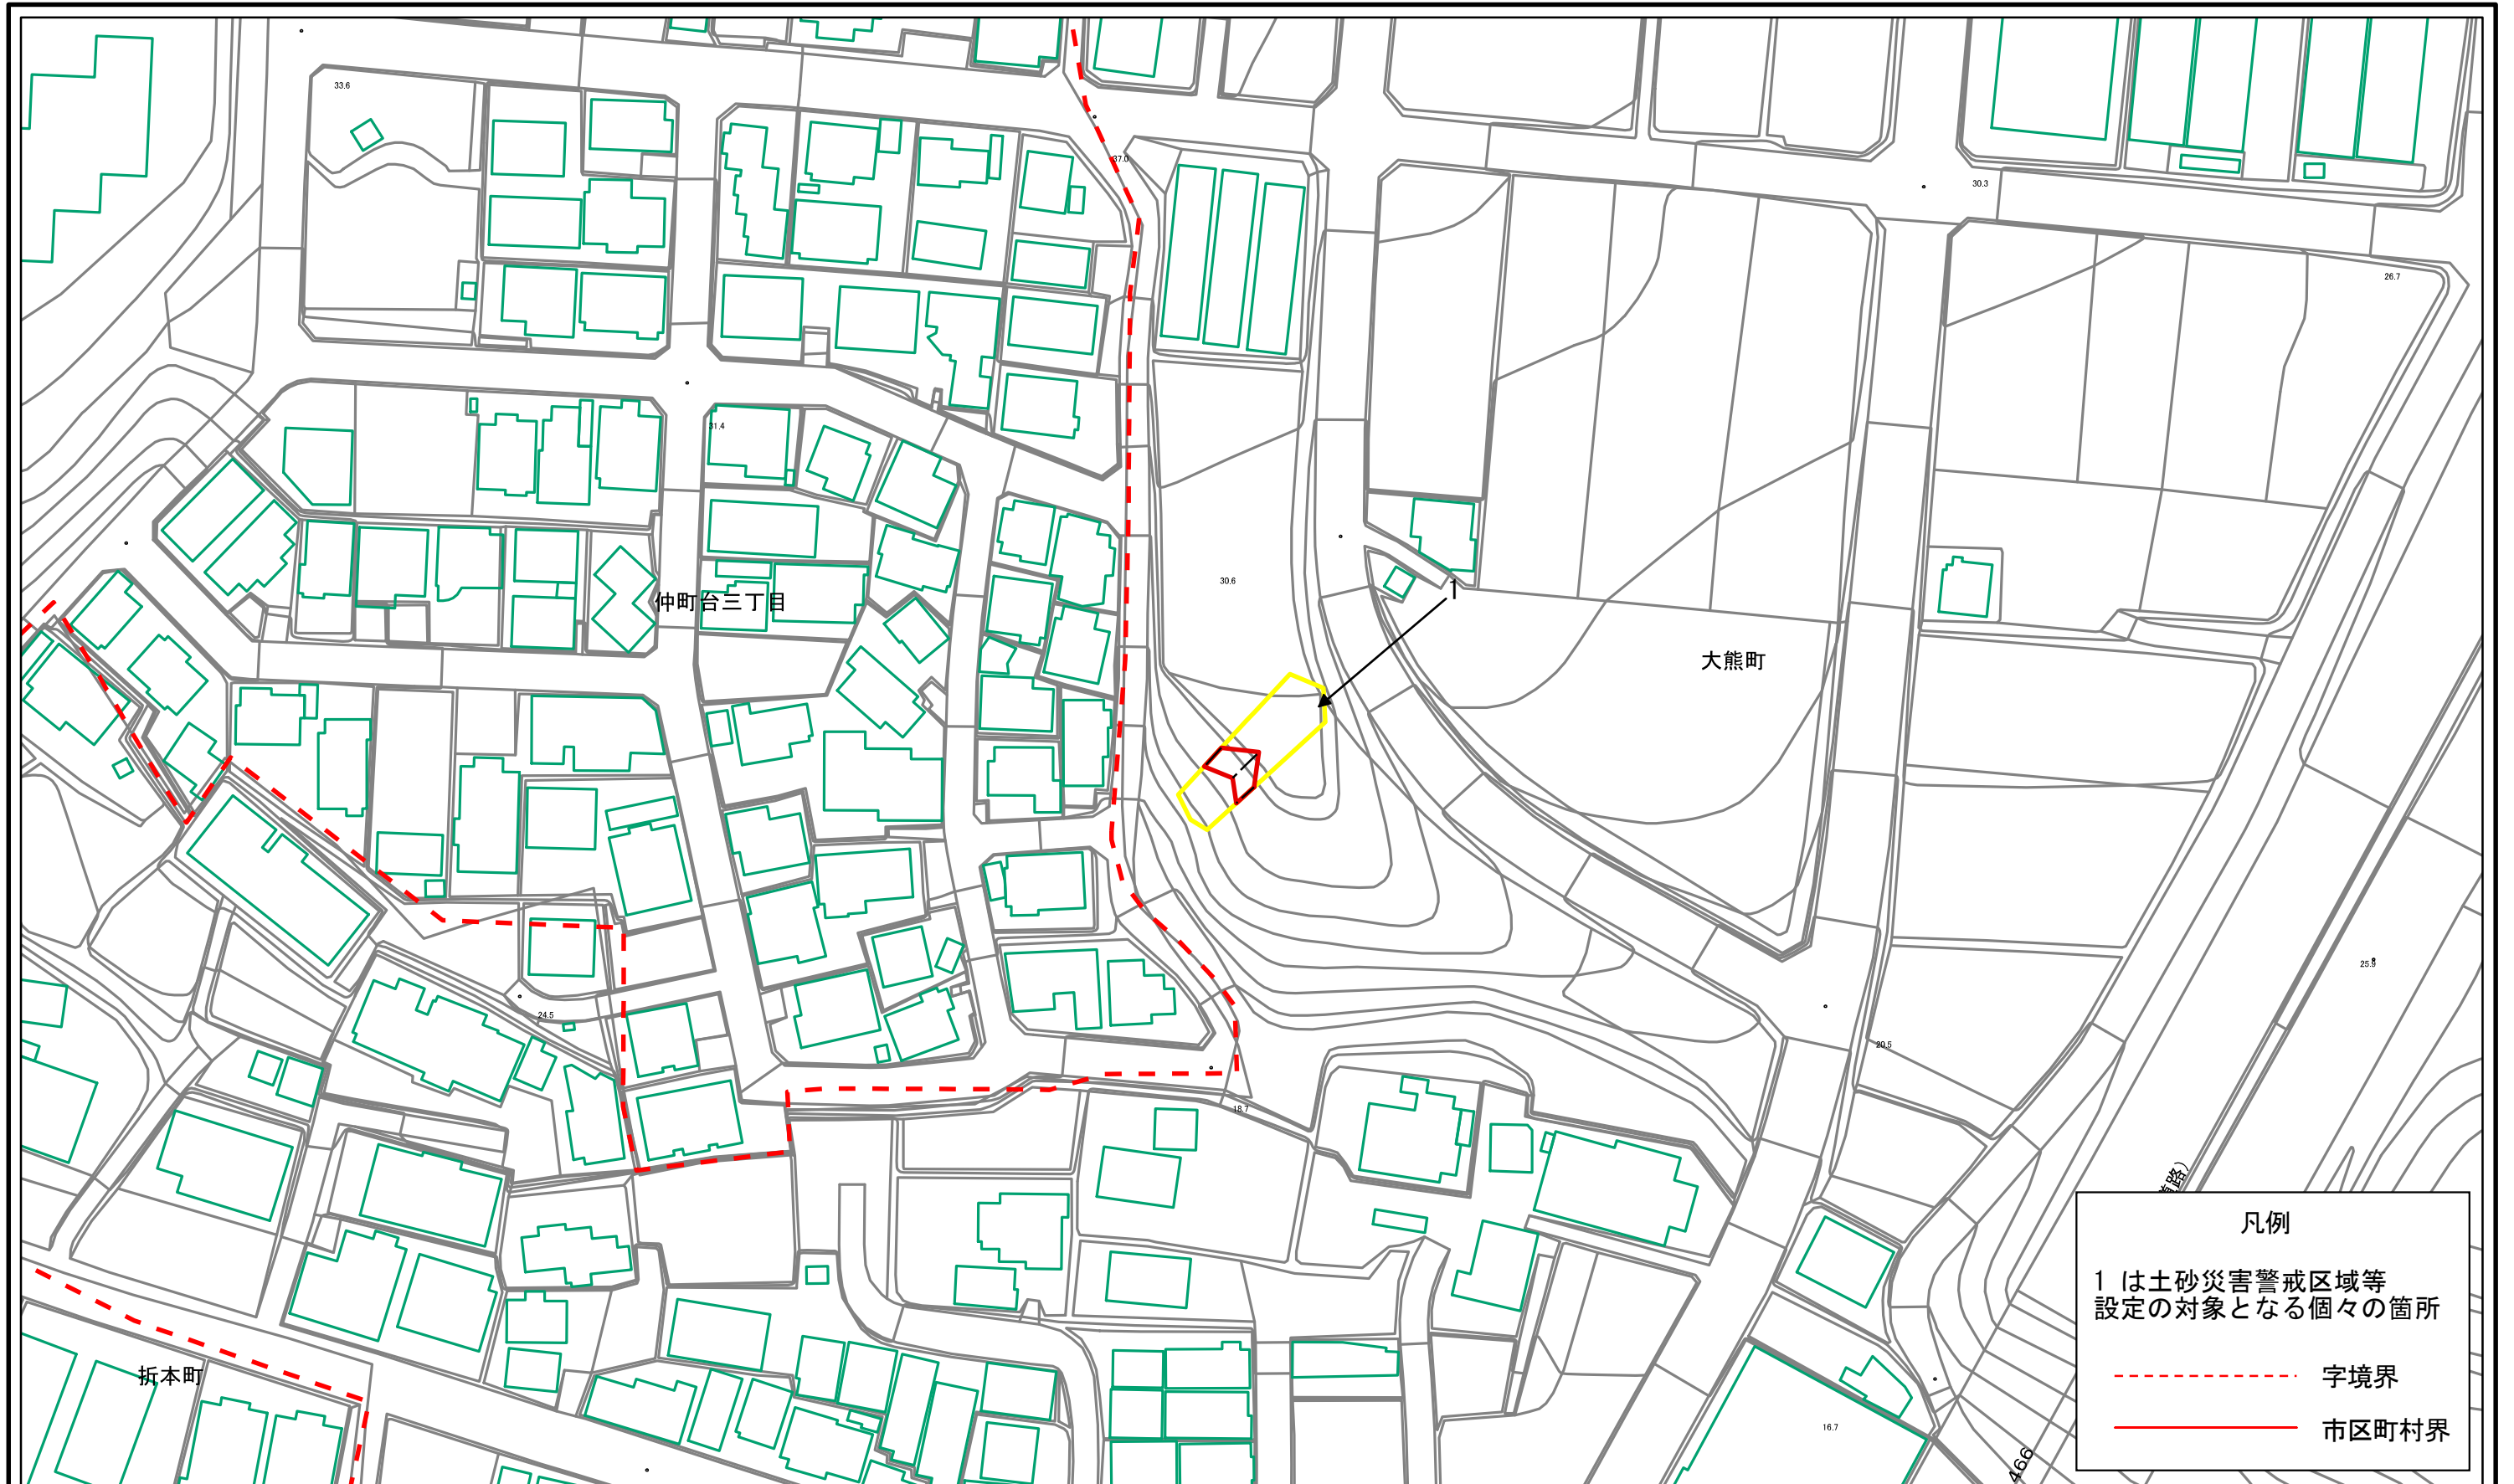 33.6
37.0
30.3
26.7
31.4
30.6
仲町台三丁目
1
大熊町
25.9
24.5
20.5
18.7
道路）
凡例
1 は土砂災害警戒区域等
設定の対象となる個々の箇所
折本町
字境界
市区町村界
16.7
466